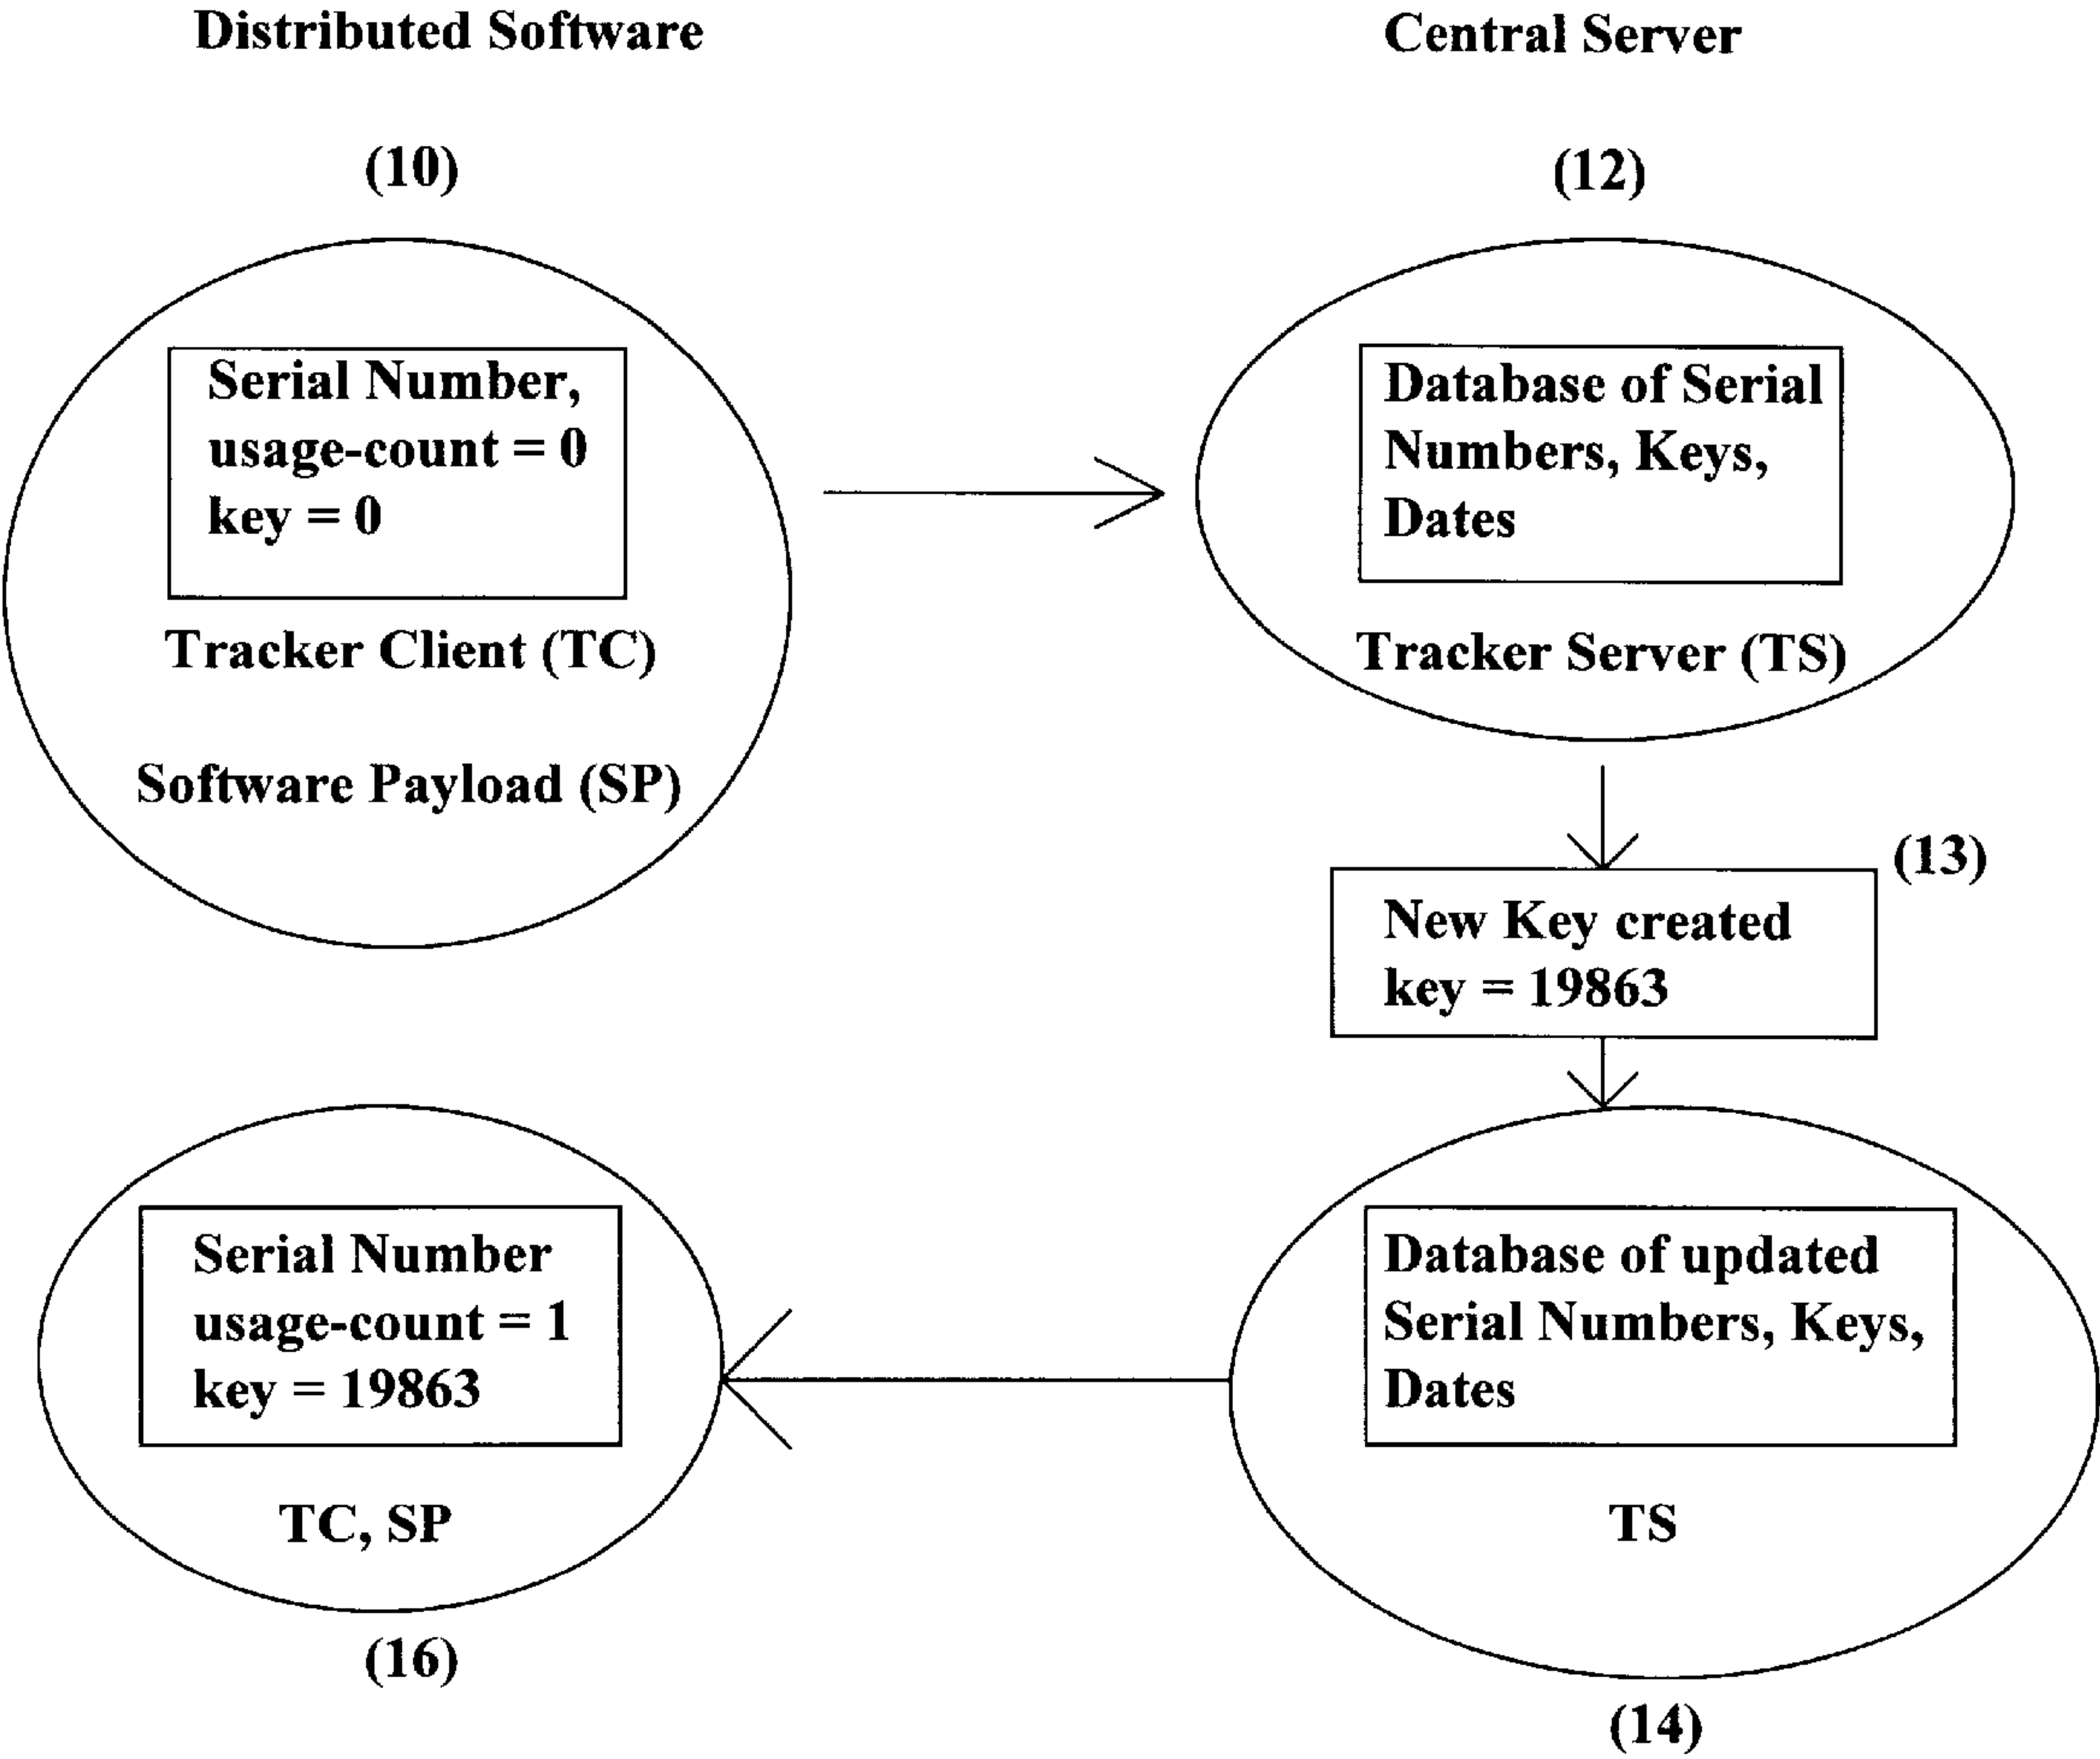 Distributed Software
Central Server
(10)
(12)
Serial Number,
usage-count = 0
key = 0
Tracker Client (TC)
Software Payload (SP)
Database of Serial
Numbers, Keys,
Dates
Tracker Server (TS)
(13)
New Key created
key = 19863
Serial Number
usage-count = 1
key = 19863
TC, SP
(16)
Database of updated
Serial Numbers, Keys,
Dates
TS
(14)